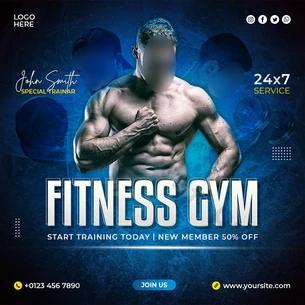 LOGO
HERE
John Smith
SPECIAL TRAINAR
24x7
SERVICE
FITNESS GYM
START TRAINING TODAY | NEW MEMBER 50% OFF
+0123 456 7890
JOIN US
www.yoursite.com